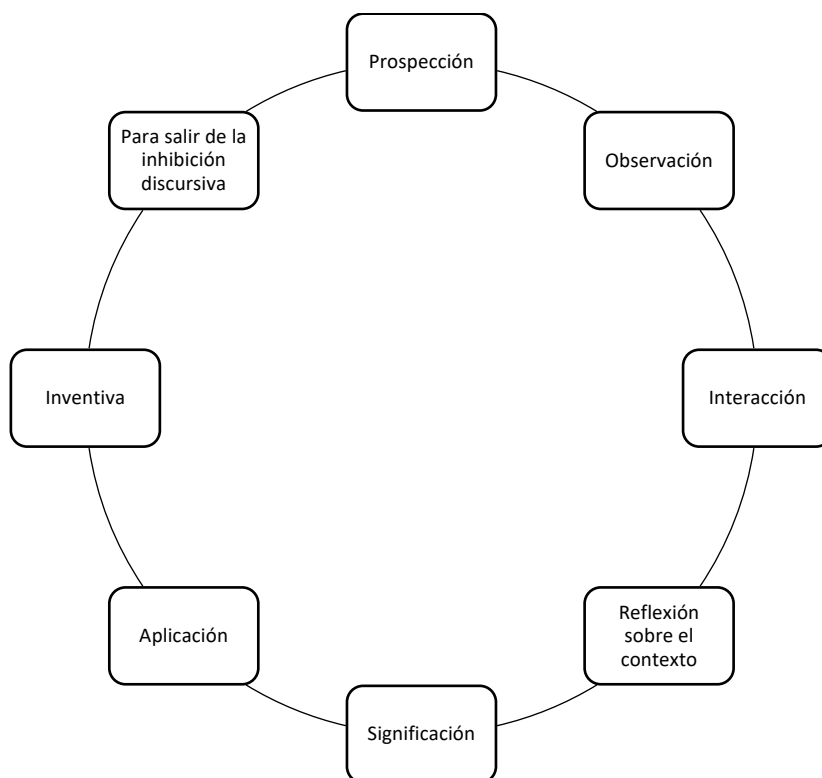 Prospección
Observación
Interacción
Reflexión
sobre el
contexto
Significación
Aplicación
Inventiva
Para salir de la
inhibición
discursiva